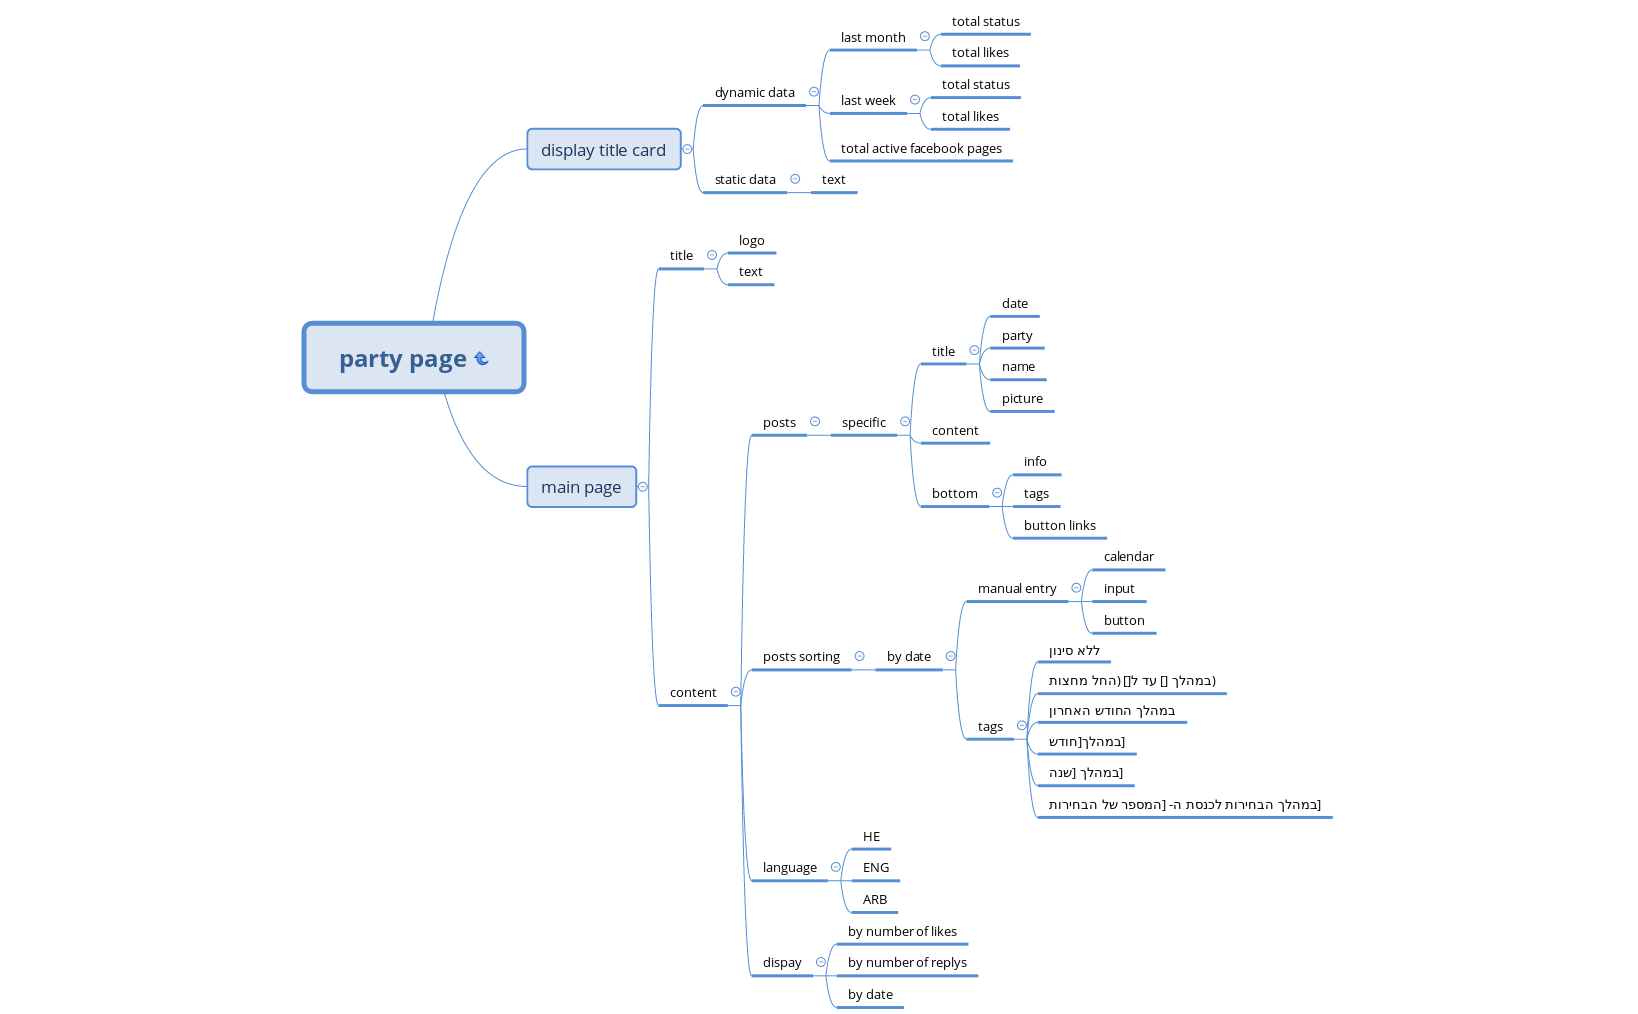 total status
last month
total likes
total status
dynamic data
last week
total likes
total active facebook pages
display title card
static data
text
logo
title
text
date
party
title
name
party page
picture
posts
specific
content
info
bottom
tags
main page
button links
calendar
manual entry
input
button
posts sorting
by date
ללא סינון
במהלך [] עד ל[] (החל מחצות)
content
במהלך החודש האחרון
tags
במהלך[חודש]
במהלך [שנה]
במהלך הבחירות לכנסת ה- [המספר של הבחירות]
HE
language
ENG
ARB
by number of likes
dispay
by number of replys
by date